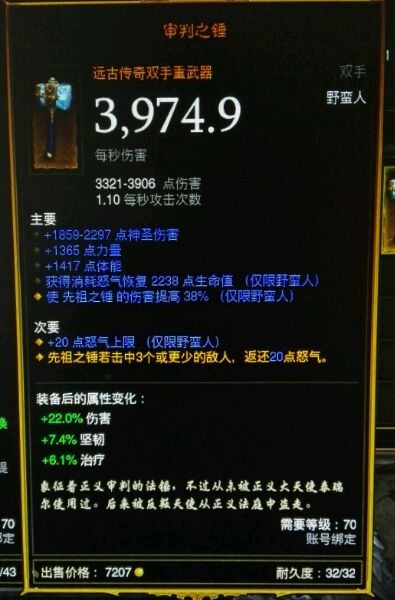 审判之锤
远古传奇双手重武器
双手
3,974.9
野蛮人
每秒伤害
3321-3906 点伤害
1.10 每秒攻击次数
主要
+1859-2297 点神圣伤害
+1365 点力量
+1417 点体能
获得消耗怒气恢复 2238 点生命值 （仅限野蛮人）
使 先祖之锤 的伤害提高 38% （仅限野蛮人）
次要
+20 点怒气上限 （仅限野蛮人）
先祖之锤若击中3个或更少的敌人，返还20点怒气。
装备后的属性变化：
+22.0% 伤害
+7.4% 坚韧
+6.1% 治疗
象征着正义审判的法锤，不过从未被正义大天使泰瑞
尔使用过。后来被反叛天使从正义法庭中盗走。
需要等级：70
账号绑定
出售价格：7207
耐久度：32/32
70
绑定
/43
70